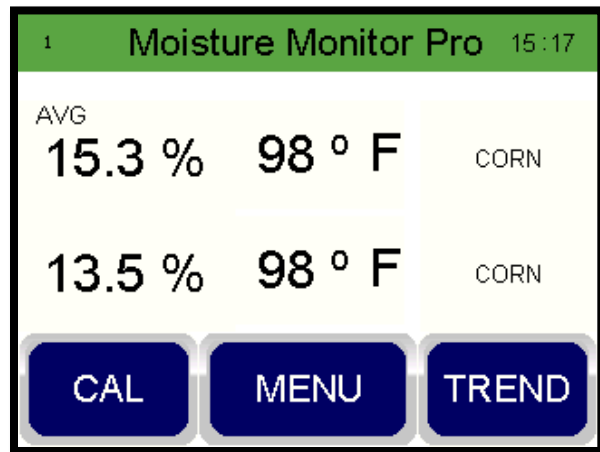 1 Moisture Monitor Pro 15:17
AVG
15.3 % 98 º F CORN
13.5 % 98 º F CORN
CAL MENU TREND